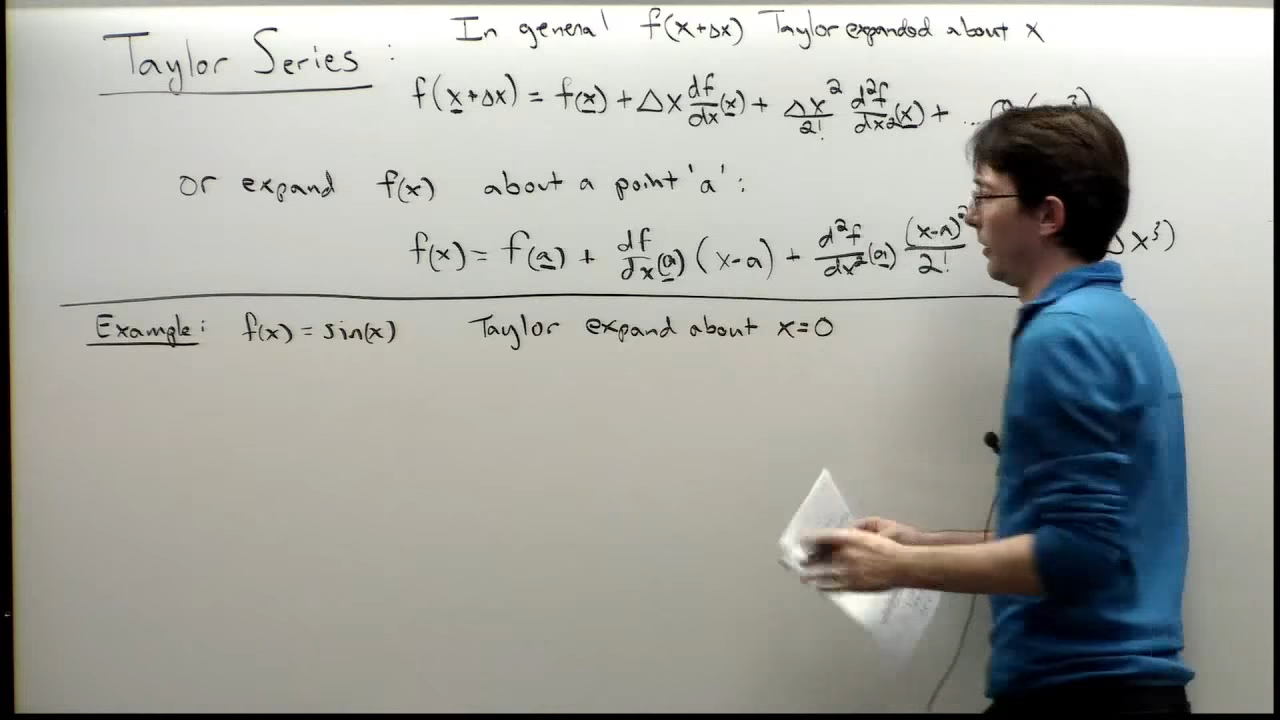 Taylor Series :
In general f(x+Δx) Taylor expanded about x
f(x+Δx) = f(x) + Δx df/dx(x) + Δx²/2! d²f/dx²(x) + ...
or expand f(x) about a point 'a' :
f(x) = f(a) + df/dx(a) (x-a) + d²f/dx²(a) (x-a)²/2! Δx³)
Example: f(x) = sin(x) Taylor expand about x=0